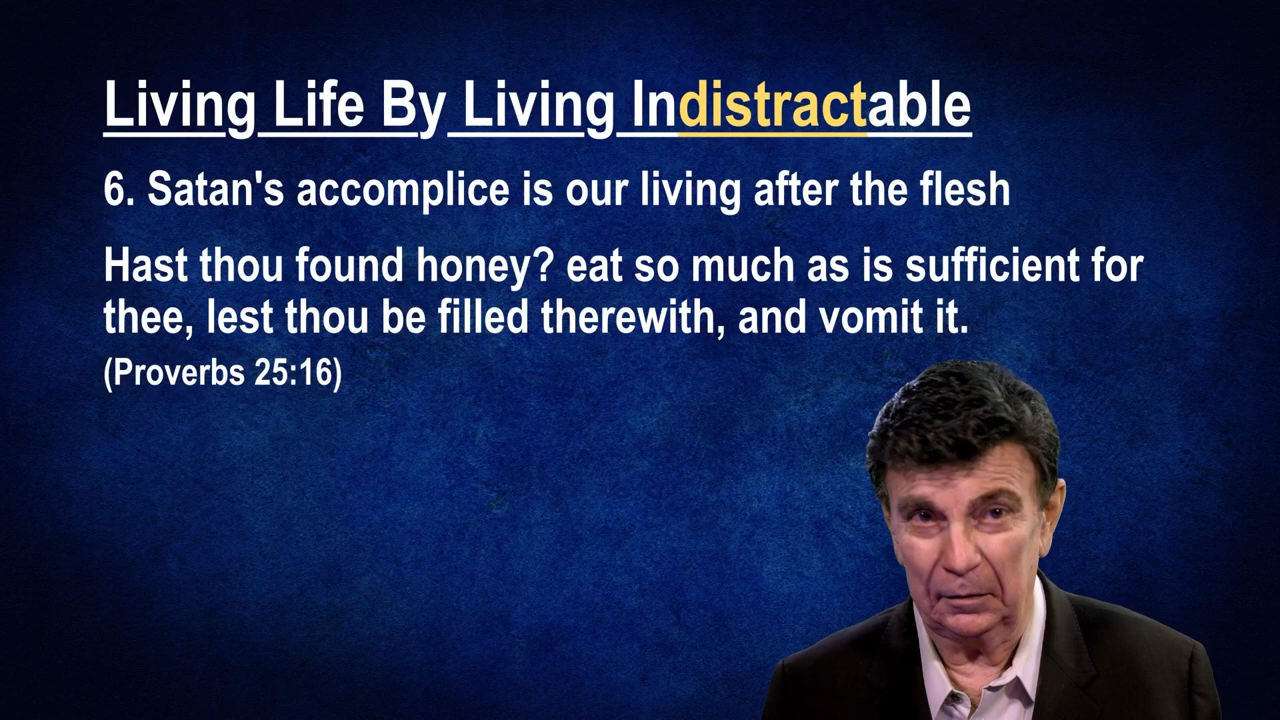 Living Life By Living Indistractable
6. Satan's accomplice is our living after the flesh
Hast thou found honey? eat so much as is sufficient for
thee, lest thou be filled therewith, and vomit it.
(Proverbs 25:16)